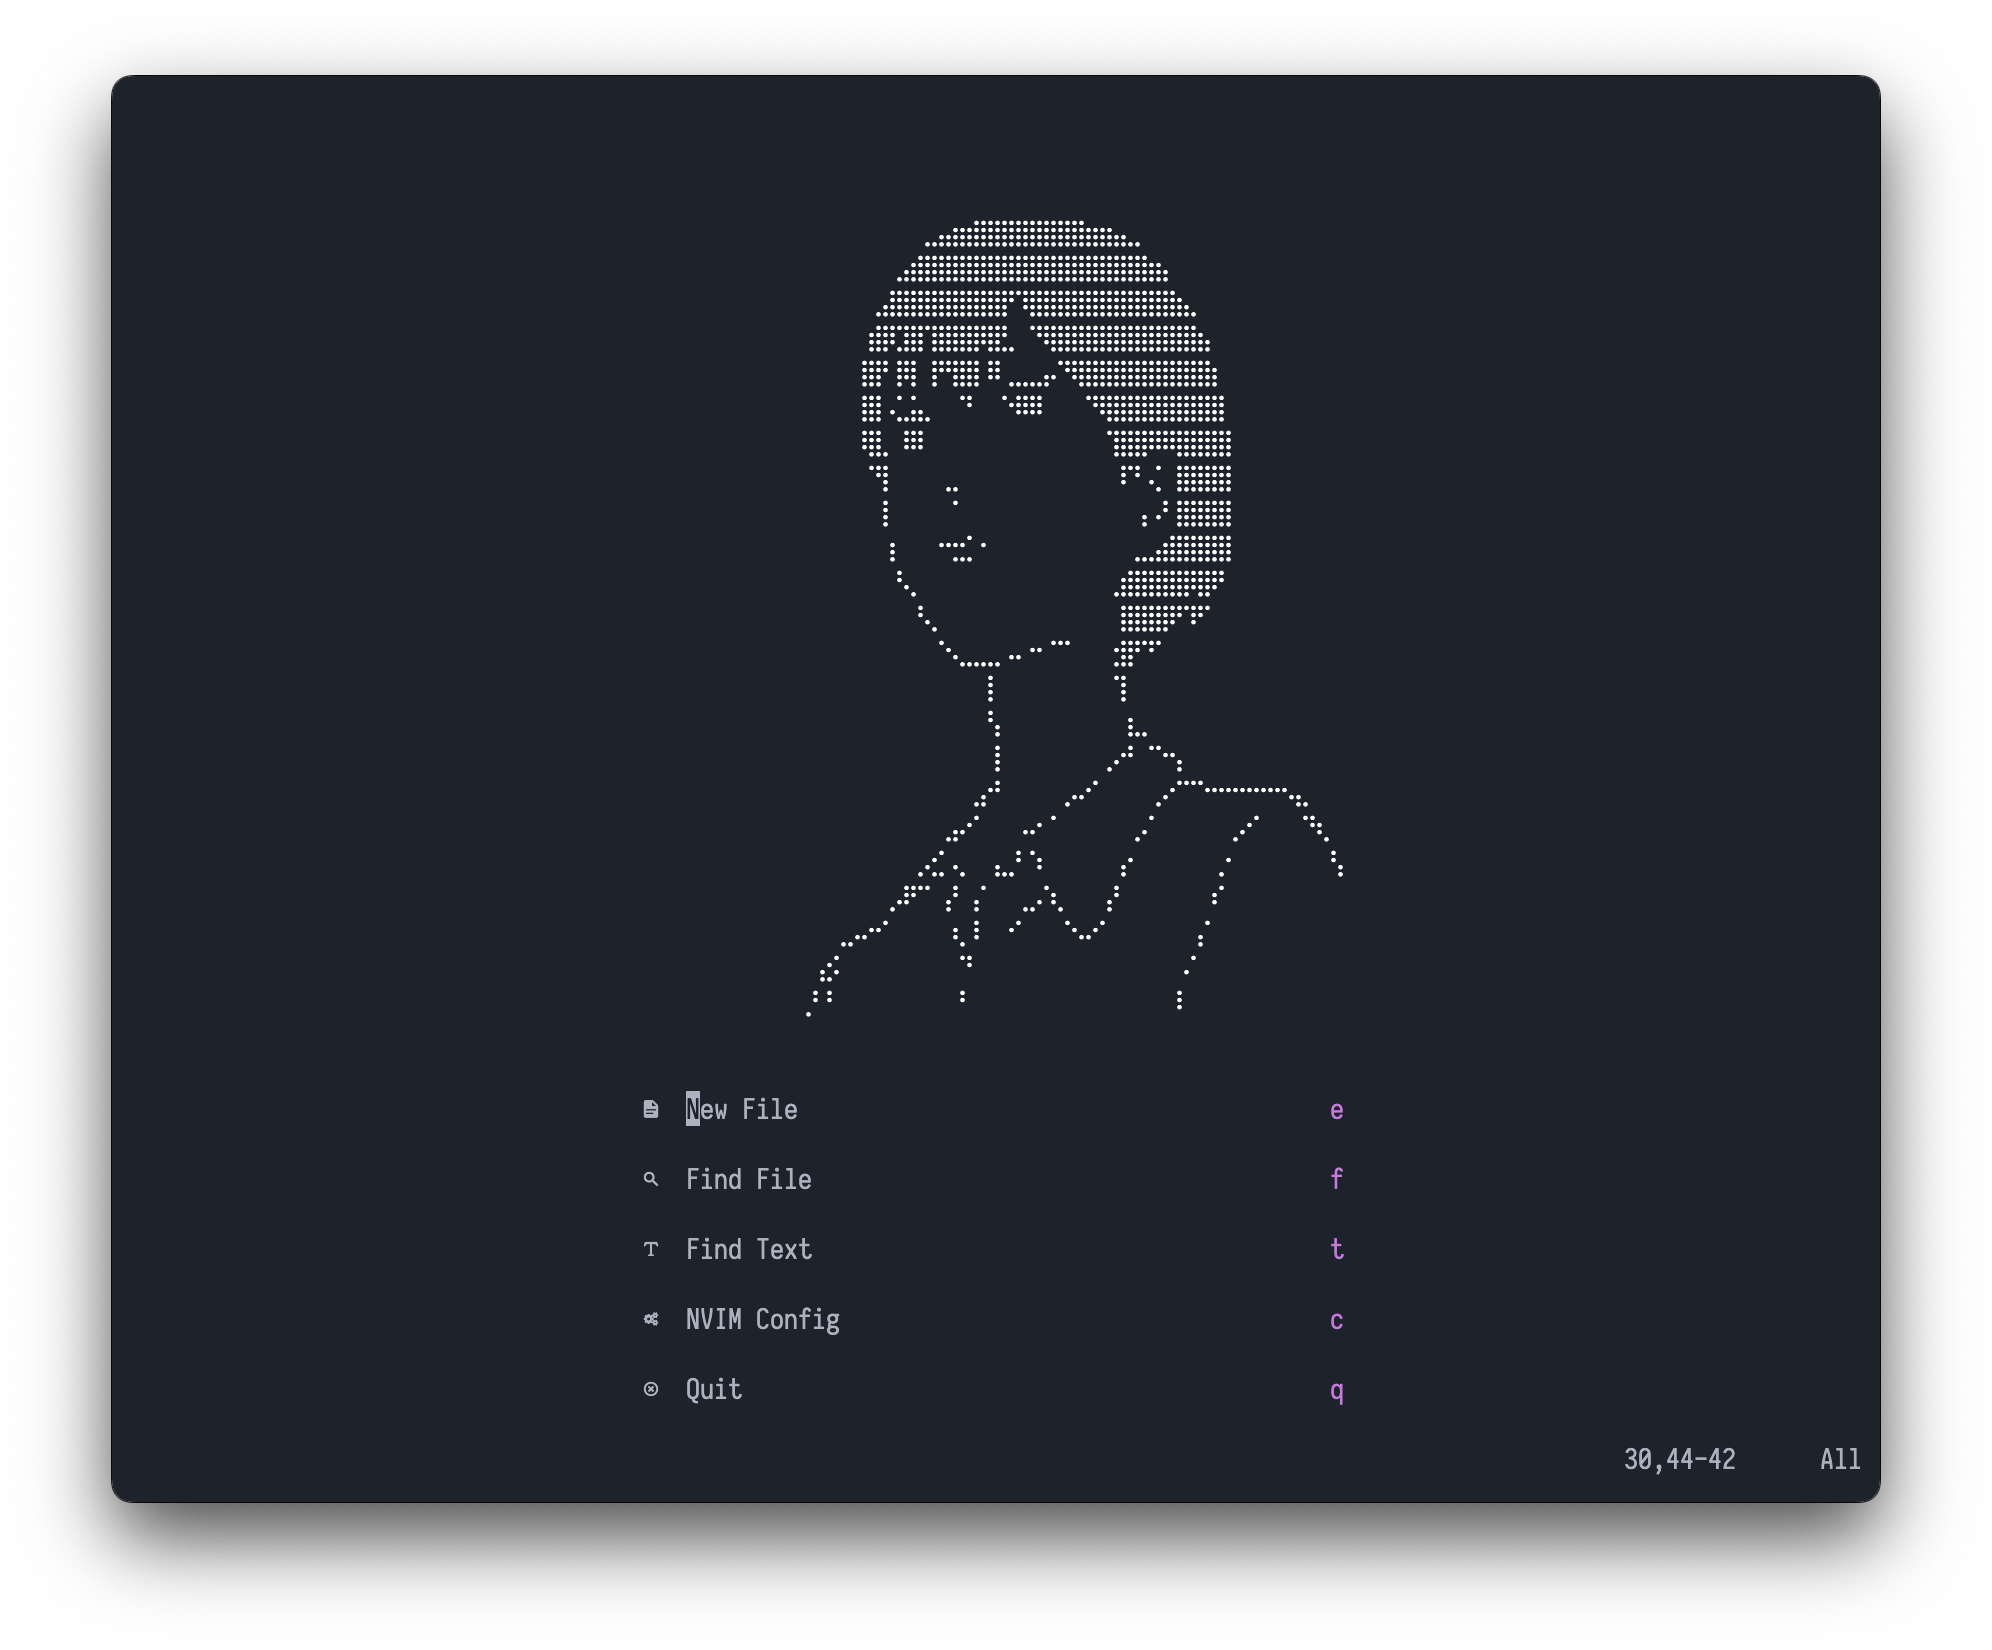 New File e
Find File f
Find Text t
NVIM Config c
Quit q
30,44-42 All